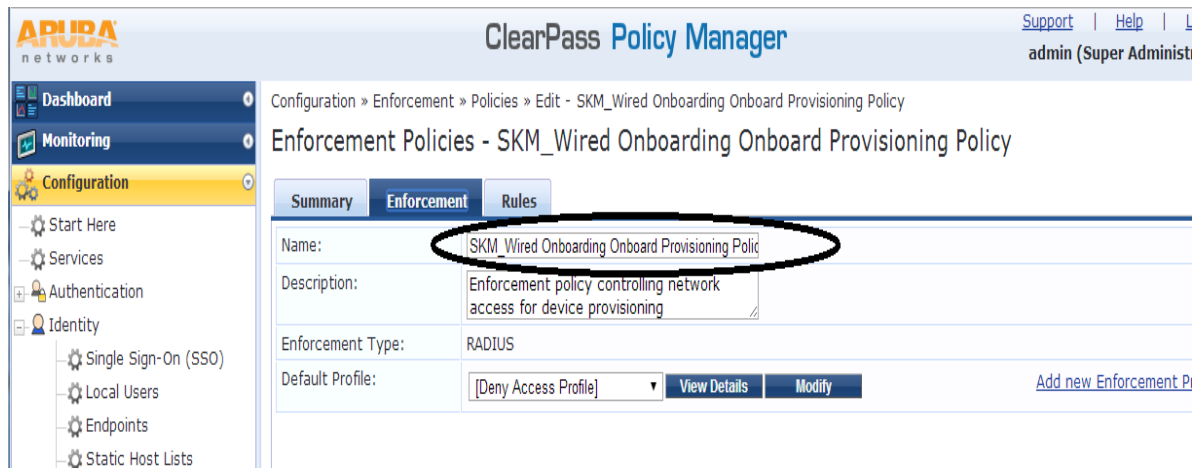 ARUBA
networks
ClearPass Policy Manager
Support | Help |
admin (Super Administr
Dashboard
Monitoring
Configuration
Start Here
Services
Authentication
Identity
Single Sign-On (SSO)
Local Users
Endpoints
Static Host Lists
Configuration » Enforcement » Policies » Edit - SKM_Wired Onboarding Onboard Provisioning Policy
Enforcement Policies - SKM_Wired Onboarding Onboard Provisioning Policy
Summary Enforcement Rules
Name: SKM_Wired Onboarding Onboard Provisioning Polic
Description: Enforcement policy controlling network
access for device provisioning
Enforcement Type: RADIUS
Default Profile: [Deny Access Profile] View Details Modify Add new Enforcement Pr